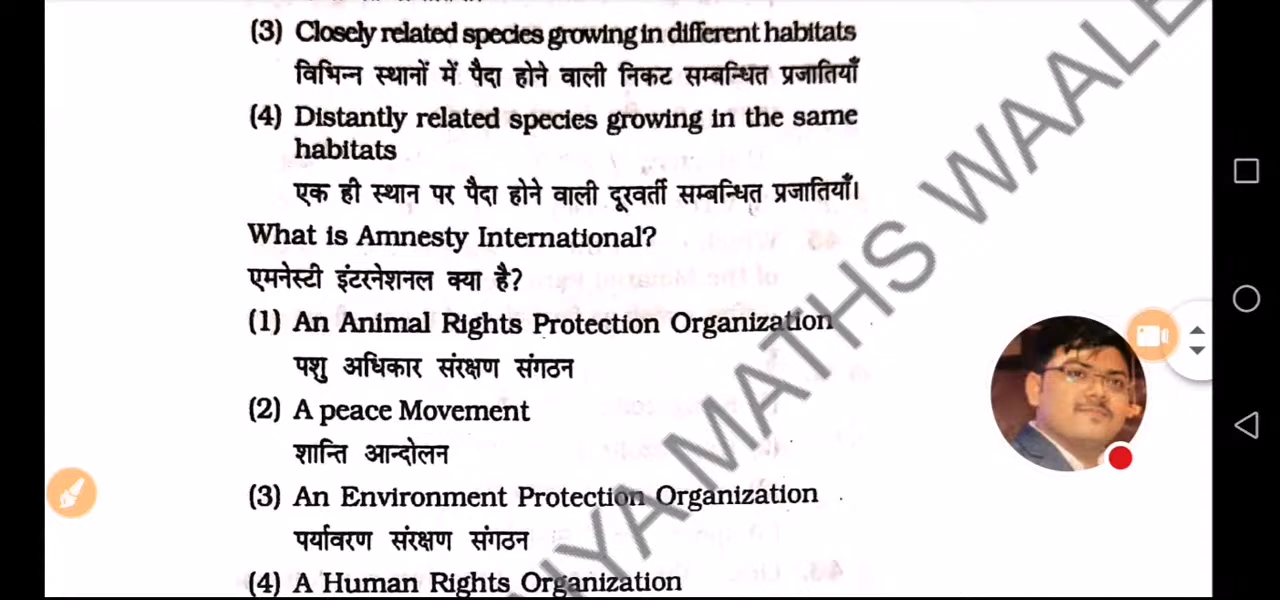 (3) Closely related species growing in different habitats
विभिन्न स्थानों में पैदा होने वाली निकट सम्बन्धित प्रजातियाँ
(4) Distantly related species growing in the same
habitats
एक ही स्थान पर पैदा होने वाली दूरवर्ती सम्बन्धित प्रजातियाँ।
What is Amnesty International?
एमनेस्टी इंटरनेशनल क्या है?
(1) An Animal Rights Protection Organization
पशु अधिकार संरक्षण संगठन
(2) A peace Movement
शान्ति आन्दोलन
(3) An Environment Protection Organization
पर्यावरण संरक्षण संगठन
(4) A Human Rights Organization
MATHS